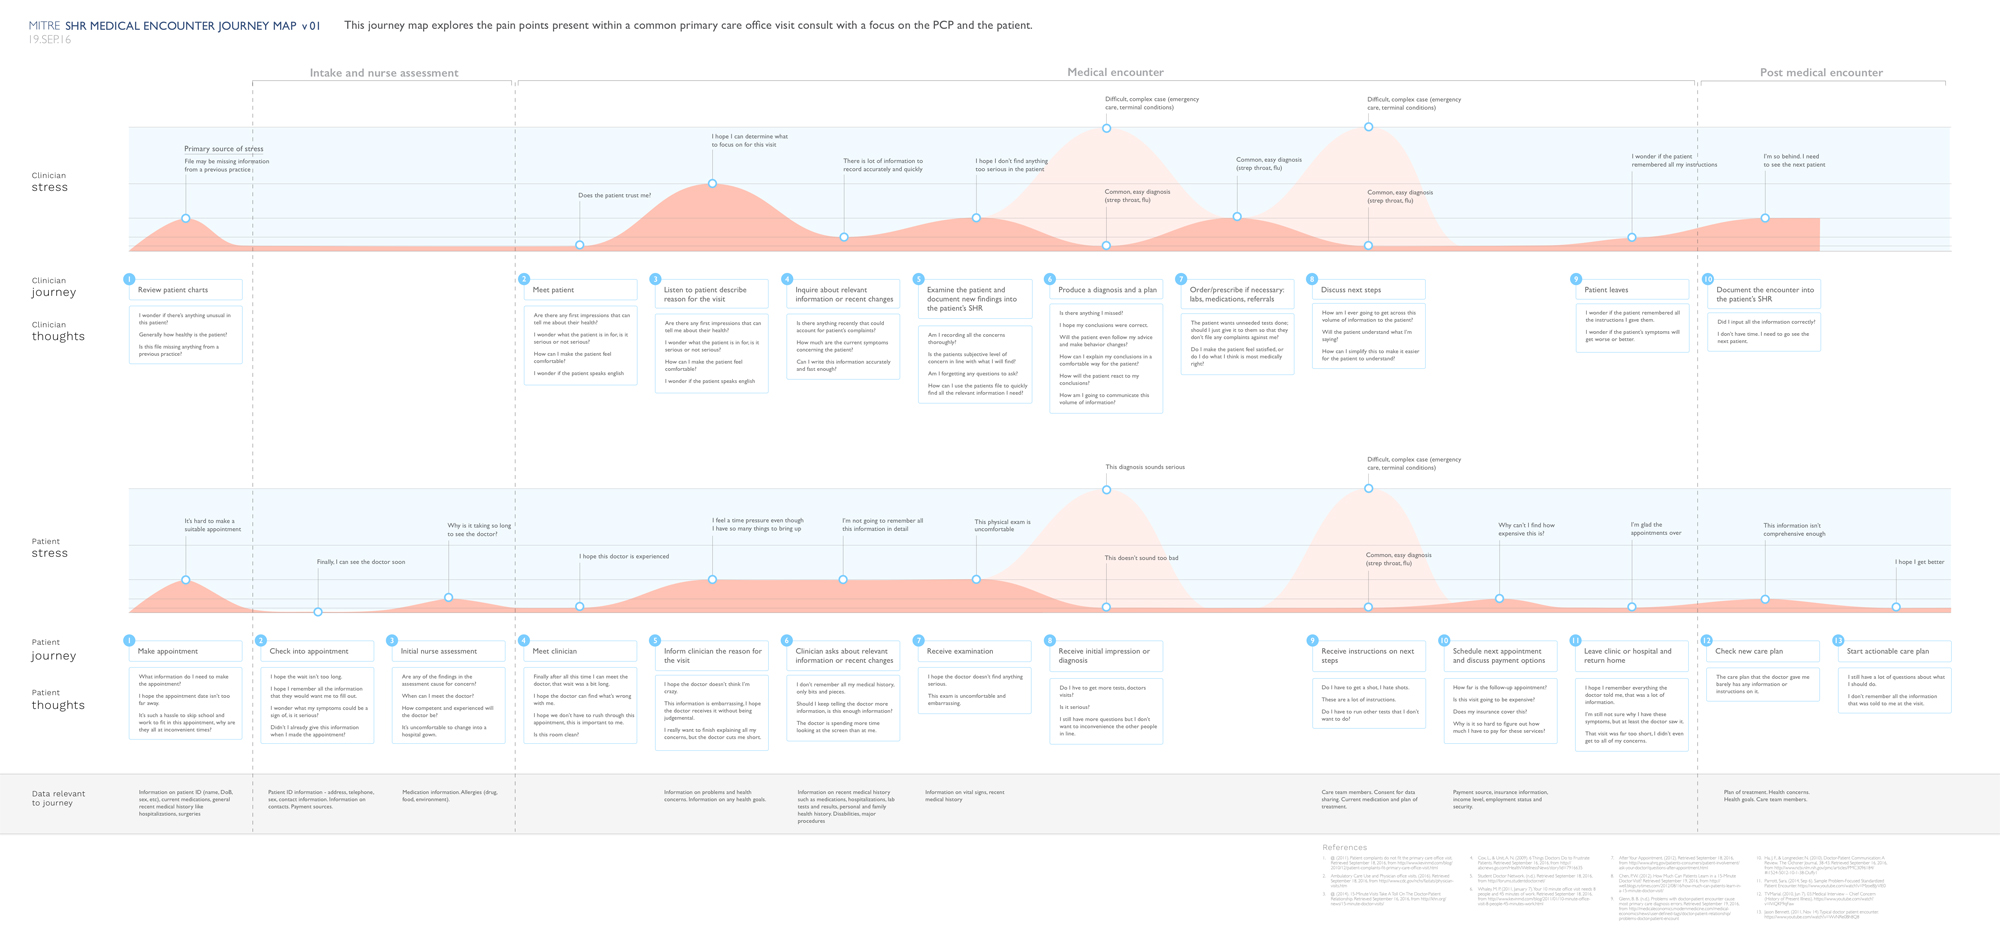 MITRE SHR MEDICAL ENCOUNTER JOURNEY MAP v 01
19.SEP.16
This journey map explores the pain points present within a common primary care office visit consult with a focus on the PCP and the patient.
Intake and nurse assessment
Medical encounter
Post medical encounter
Clinician
stress
Primary source of stress
File may be missing information
from a previous practice
Does the patient trust me?
I hope I can determine what
to focus on for this visit
There is lot of information to
record accurately and quickly
I hope I don't find anything
too serious in the patient
Difficult, complex case (emergency
care, terminal conditions)
Common, easy diagnosis
(strep throat, flu)
Common, easy diagnosis
(strep throat, flu)
Difficult, complex case (emergency
care, terminal conditions)
Common, easy diagnosis
(strep throat, flu)
I wonder if the patient
remembered all my instructions
I'm so behind. I need
to see the next patient
Clinician
journey
Clinician
thoughts
1
Review patient charts
I wonder if there's anything unusual in
this patient?
Generally how healthy is the patient?
Is this file missing anything from a
previous practice?
2
Meet patient
Are there any first impressions that can
tell me about their health?
I wonder what the patient is in for, is it
serious or not serious?
How can I make the patient feel
comfortable?
I wonder if the patient speaks english
3
Listen to patient describe
reason for the visit
Are there any first impressions that can
tell me about their health?
I wonder what the patient is in for, is it
serious or not serious?
How can I make the patient feel
comfortable?
I wonder if the patient speaks english
4
Inquire about relevant
information or recent changes
Is there anything recently that could
account for patient's complaints?
How much are the current symptoms
concerning the patient?
Can I write this information accurately
and fast enough?
5
Examine the patient and
document new findings into
the patient's SHR
Am I recording all the concerns
thoroughly?
Is the patients subjective level of
concern in line with what I will find?
Am I forgetting any questions to ask?
How can I use the patients file to quickly
find all the relevant information I need?
6
Produce a diagnosis and a plan
Is there anything I missed?
I hope my conclusions were correct.
Will the patient even follow my advice
and make behavior changes?
How can I explain my conclusions in a
comfortable way for the patient?
How will the patient react to my
conclusions?
How am I going to communicate this
volume of information?
7
Order/prescribe if necessary:
labs, medications, referrals
The patient wants unneeded tests done;
should I just give it to them so that they
don't file any complaints against me?
Do I make the patient feel satisfied, or
do I do what I think is most medically
right?
8
Discuss next steps
How am I ever going to get across this
volume of information to the patient?
Will the patient understand what I'm
saying?
How can I simplify this to make it easier
for the patient to understand?
9
Patient leaves
I wonder if the patient remembered all
the instructions I gave them.
I wonder if the patient's symptoms will
get worse or better
10
Document the encounter into
the patient's SHR
Did I input all the information correctly?
I don't have time. I need to go see the
next patient.
Patient
stress
It's hard to make a
suitable appointment
Finally, I can see the doctor soon
Why is it taking so long
to see the doctor?
I hope this doctor is experienced
I feel a time pressure even though
I have so many things to bring up
I'm not going to remember all
this information in detail
This physical exam is
uncomfortable
This diagnosis sounds serious
This doesn't sound too bad
Difficult, complex case (emergency
care, terminal conditions)
Common, easy diagnosis
(strep throat, flu)
Why can't I find how
expensive this is?
I'm glad the
appointments over
This information isn't
comprehensive enough
I hope I get better
Patient
journey
Patient
thoughts
1
Make appointment
What information do I need to make
the appointment?
I hope the appointment date isn't too
far away.
It's such a hassle to skip school and
work to fit in this appointment, why are
they all at inconvenient times?
2
Check into appointment
I hope the wait isn't too long.
I hope I remember all the information
that they would want me to fill out.
I wonder what my symptoms could be a
sign of, is it serious?
Didn't I already give this information
when I made the appointment?
3
Initial nurse assessment
Are any of the findings in the
assessment cause for concern?
When can I meet the doctor?
How competent and experienced will
the doctor be?
It's uncomfortable to change into a
hospital gown.
4
Meet clinician
Finally after all this time I can meet the
doctor, that wait was a bit long.
I hope the doctor can find what's wrong
with me.
I hope we don't have to rush through this
appointment, this is important to me.
Is this room clean?
5
Inform clinician the reason for
the visit
I hope the doctor doesn't think I'm
crazy.
This information is embarrassing, I hope
the doctor receives it without being
judgemental.
I really want to finish explaining all my
concerns, but the doctor cuts me short.
6
Clinician asks about relevant
information or recent changes
I don't remember all my medical history,
only bits and pieces.
Should I keep telling the doctor more
information, is this enough information?
The doctor is spending more time
looking at the screen than at me.
7
Receive examination
I hope the doctor doesn't find anything
serious.
This exam is uncomfortable and
embarrassing.
8
Receive initial impression or
diagnosis
Do I hve to get more tests, doctors
visits?
Is it serious?
I still have more questions but I don't
want to inconvenience the other people
in line.
9
Receive instructions on next
steps
Do I have to get a shot, I hate shots.
These are a lot of instructions.
Do I have to run other tests that I don't
want to do?
10
Schedule next appointment
and discuss payment options
How far is the follow-up appoinment?
Is this visit going to be expensive?
Does my insurance cover this?
Why is it so hard to figure out how
much I have to pay for these services?
11
Leave clinic or hospital and
return home
I hope I remember everything the
doctor told me, that was a lot of
information.
I'm still not sure why I have these
symptoms, but at least the doctor saw it.
That visit was far too short, I didn't even
get to all of my concerns.
12
Check new care plan
The care plan that the doctor gave me
barely has any information or
instructions on it.
13
Start actionable care plan
I still have a lot of questions about what
I should do.
I don't remember all the information
that was told to me at the visit.
Data relevant
to journey
Information on patient ID (name, DoB,
sex, etc), current medications, general
recent medical history like
hospitalizations, surgeries
Patient ID information - address, telephone,
sex, contact information. Information on
contacts. Payment sources.
Medication information. Allergies (drug,
food, environment).
Information on problems and health
concerns. Information on any health goals.
Information on recent medical history
such as medications, hospitalizations, lab
tests and results, personal and family
health history. Disabilities, major
procedures
Information on vital signs, recent
medical history
Care team members. Consent for data
sharing. Current medication and plan of
treatment.
Payment source, insurance information,
income level, employment status and
security.
Plan of treatment. Health concerns.
Health goals. Care team members.
References